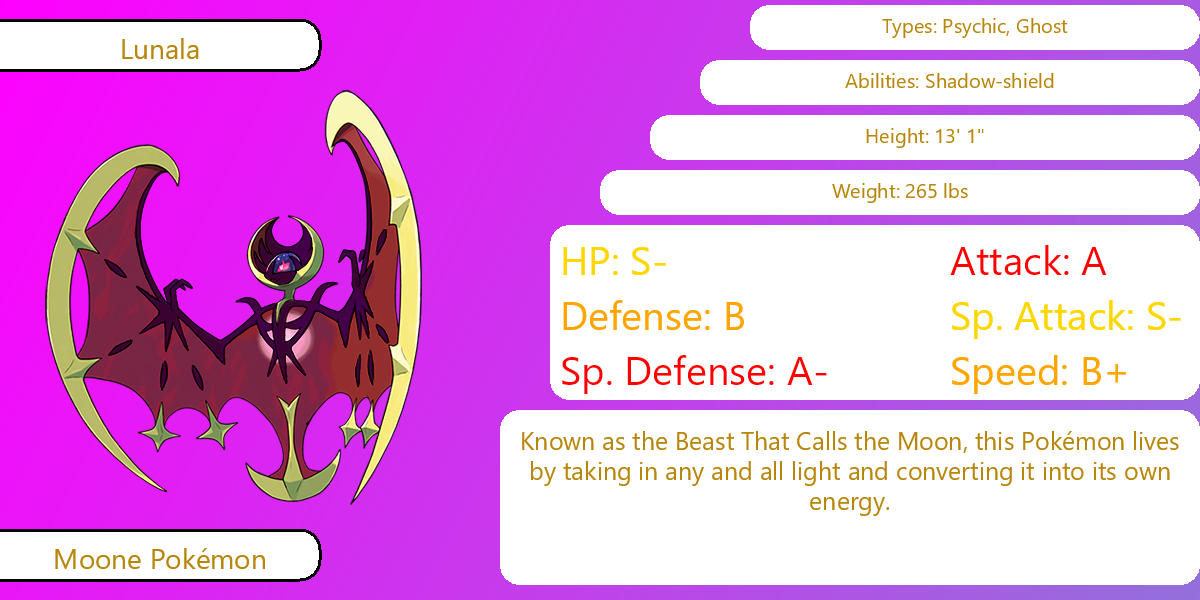 Lunala
Types: Psychic, Ghost
Abilities: Shadow-shield
Height: 13' 1"
Weight: 265 lbs
HP: S-
Attack: A
Defense: B
Sp. Attack: S-
Sp. Defense: A-
Speed: B+
Known as the Beast That Calls the Moon, this Pokémon lives
by taking in any and all light and converting it into its own
energy.
Moone Pokémon